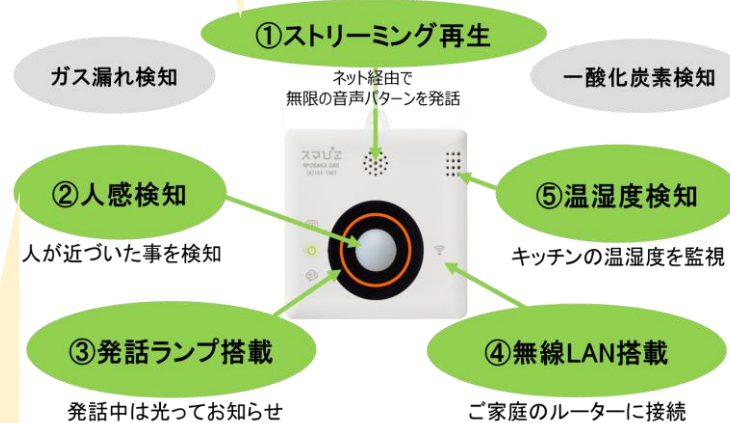 ①ストリーミング再生
ガス漏れ検知
ネット経由で
無限の音声パターンを発話
一酸化炭素検知
スマぴこ
OSAKA GAS
②人感検知
⑤温湿度検知
人が近づいた事を検知
キッチンの温湿度を監視
③発話ランプ搭載
④無線LAN搭載
発話中は光ってお知らせ
ご家庭のルーターに接続